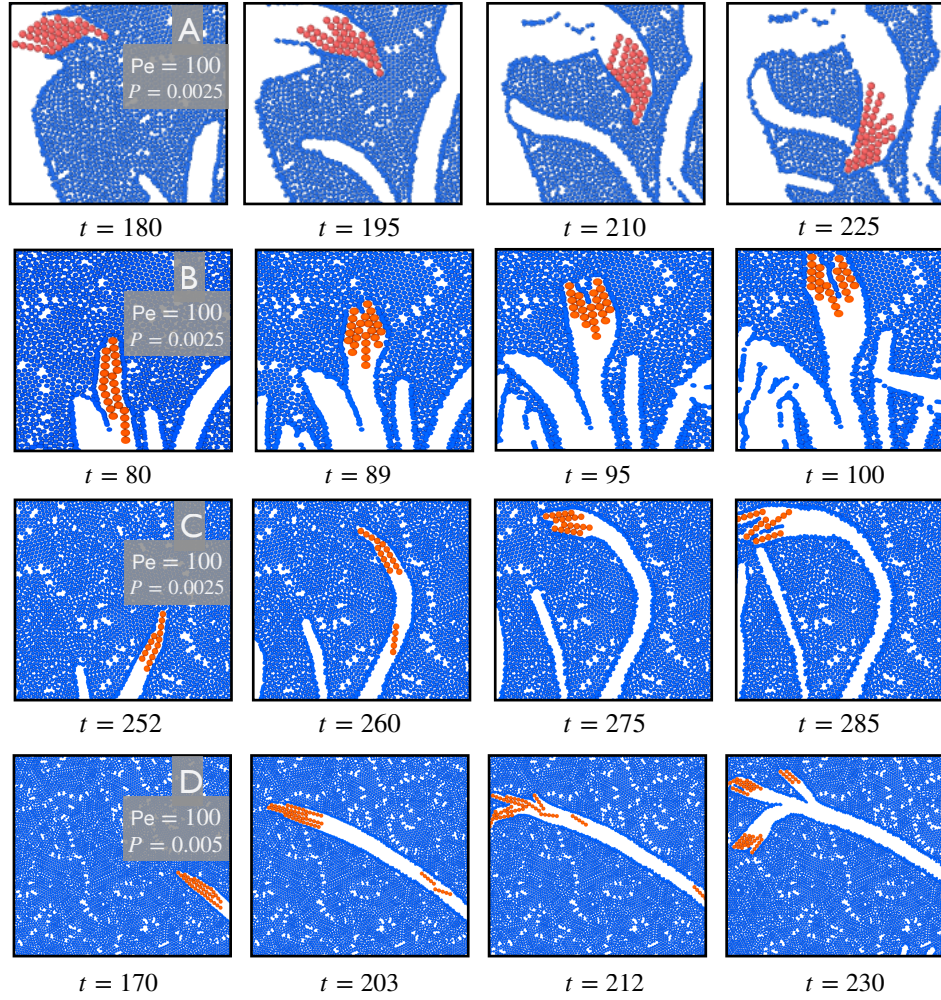 A
Pe = 100
P = 0.0025
t = 180
t = 195
t = 210
t = 225
B
Pe = 100
P = 0.0025
t = 80
t = 89
t = 95
t = 100
C
Pe = 100
P = 0.0025
t = 252
t = 260
t = 275
t = 285
D
Pe = 100
P = 0.005
t = 170
t = 203
t = 212
t = 230